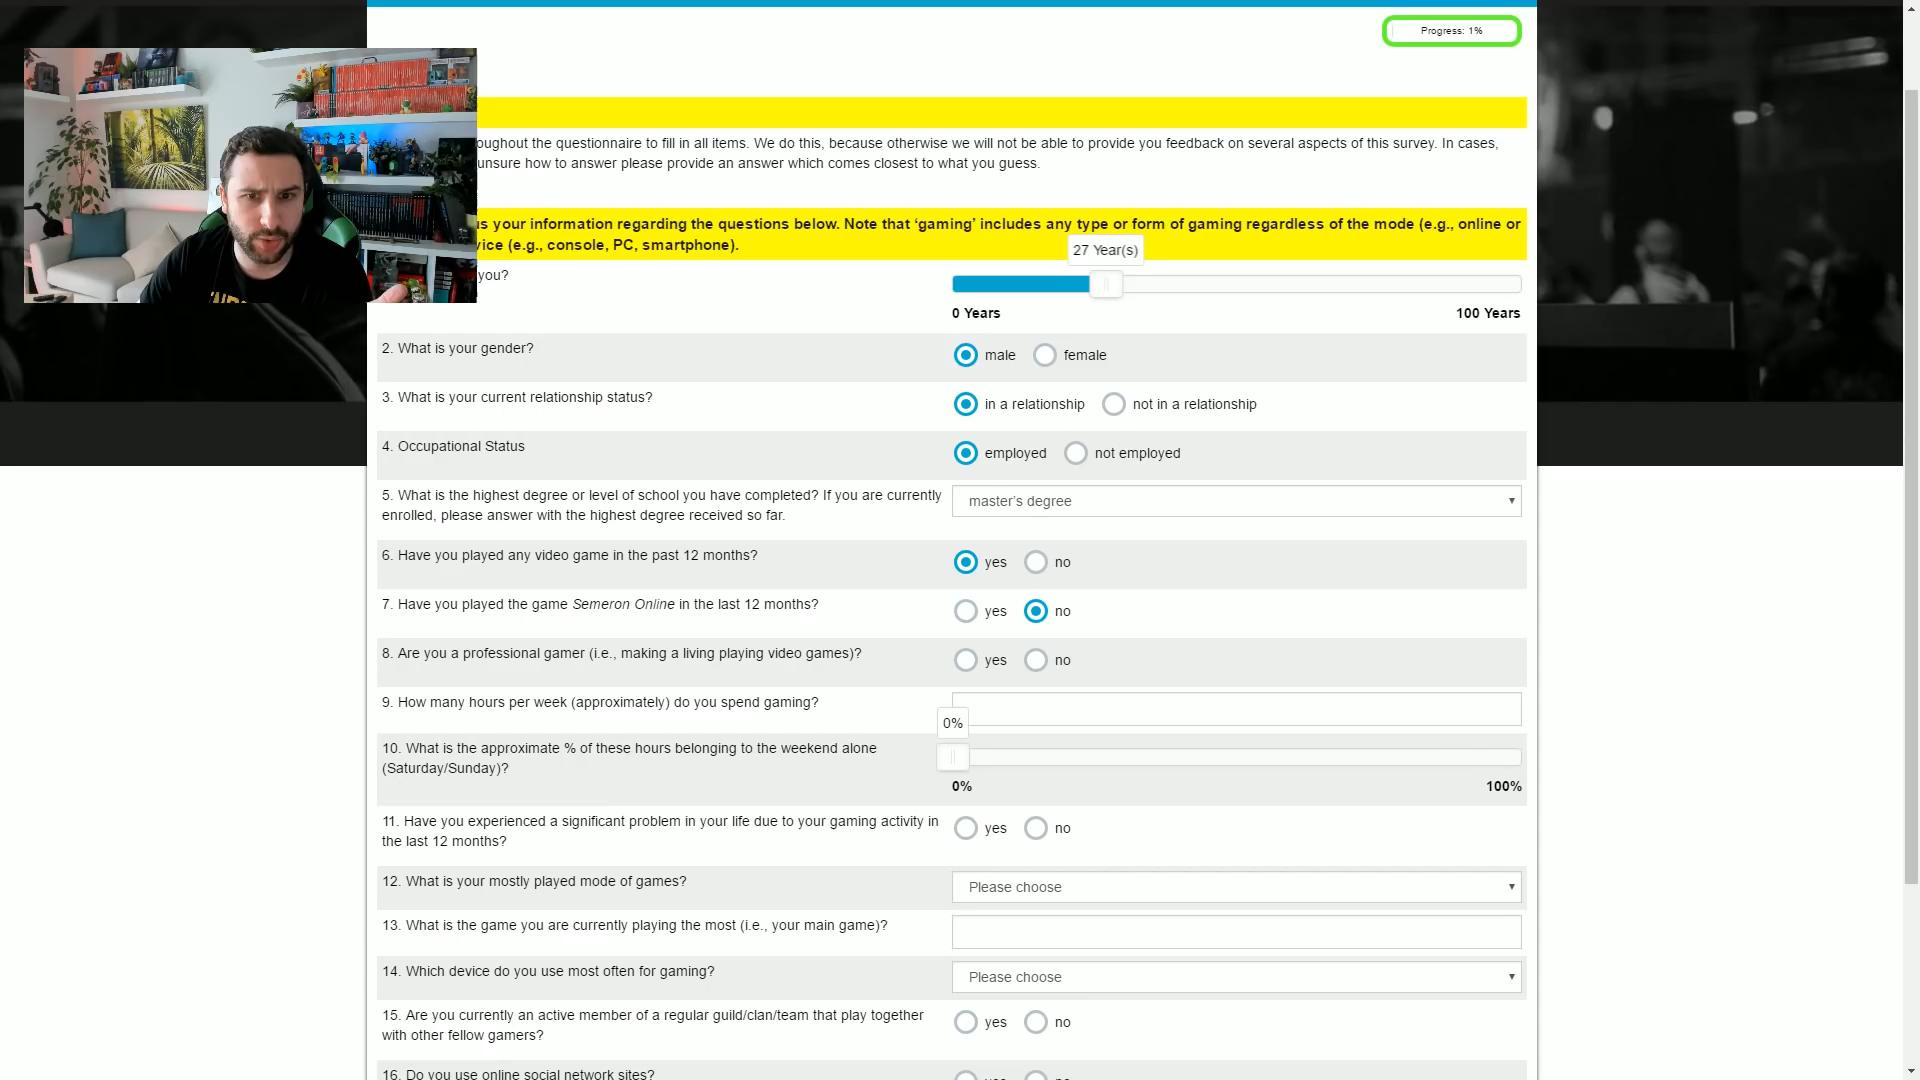 Progress: 1%
oughout the questionnaire to fill in all items. We do this, because otherwise we will not be able to provide you feedback on several aspects of this survey. In cases,
unsure how to answer please provide an answer which comes closest to what you guess.
s your information regarding the questions below. Note that ‘gaming’ includes any type or form of gaming regardless of the mode (e.g., online or
vice (e.g., console, PC, smartphone).
27 Year(s)
you?
0 Years 100 Years
2. What is your gender? male female
3. What is your current relationship status? in a relationship not in a relationship
4. Occupational Status employed not employed
5. What is the highest degree or level of school you have completed? If you are currently
enrolled, please answer with the highest degree received so far.
master’s degree
6. Have you played any video game in the past 12 months? yes no
7. Have you played the game Semeron Online in the last 12 months? yes no
8. Are you a professional gamer (i.e., making a living playing video games)? yes no
9. How many hours per week (approximately) do you spend gaming?
0%
10. What is the approximate % of these hours belonging to the weekend alone
(Saturday/Sunday)?
0% 100%
11. Have you experienced a significant problem in your life due to your gaming activity in
the last 12 months?
yes no
12. What is your mostly played mode of games? Please choose
13. What is the game you are currently playing the most (i.e., your main game)?
14. Which device do you use most often for gaming? Please choose
15. Are you currently an active member of a regular guild/clan/team that play together
with other fellow gamers?
yes no
16. Do you use online social network sites? yes no